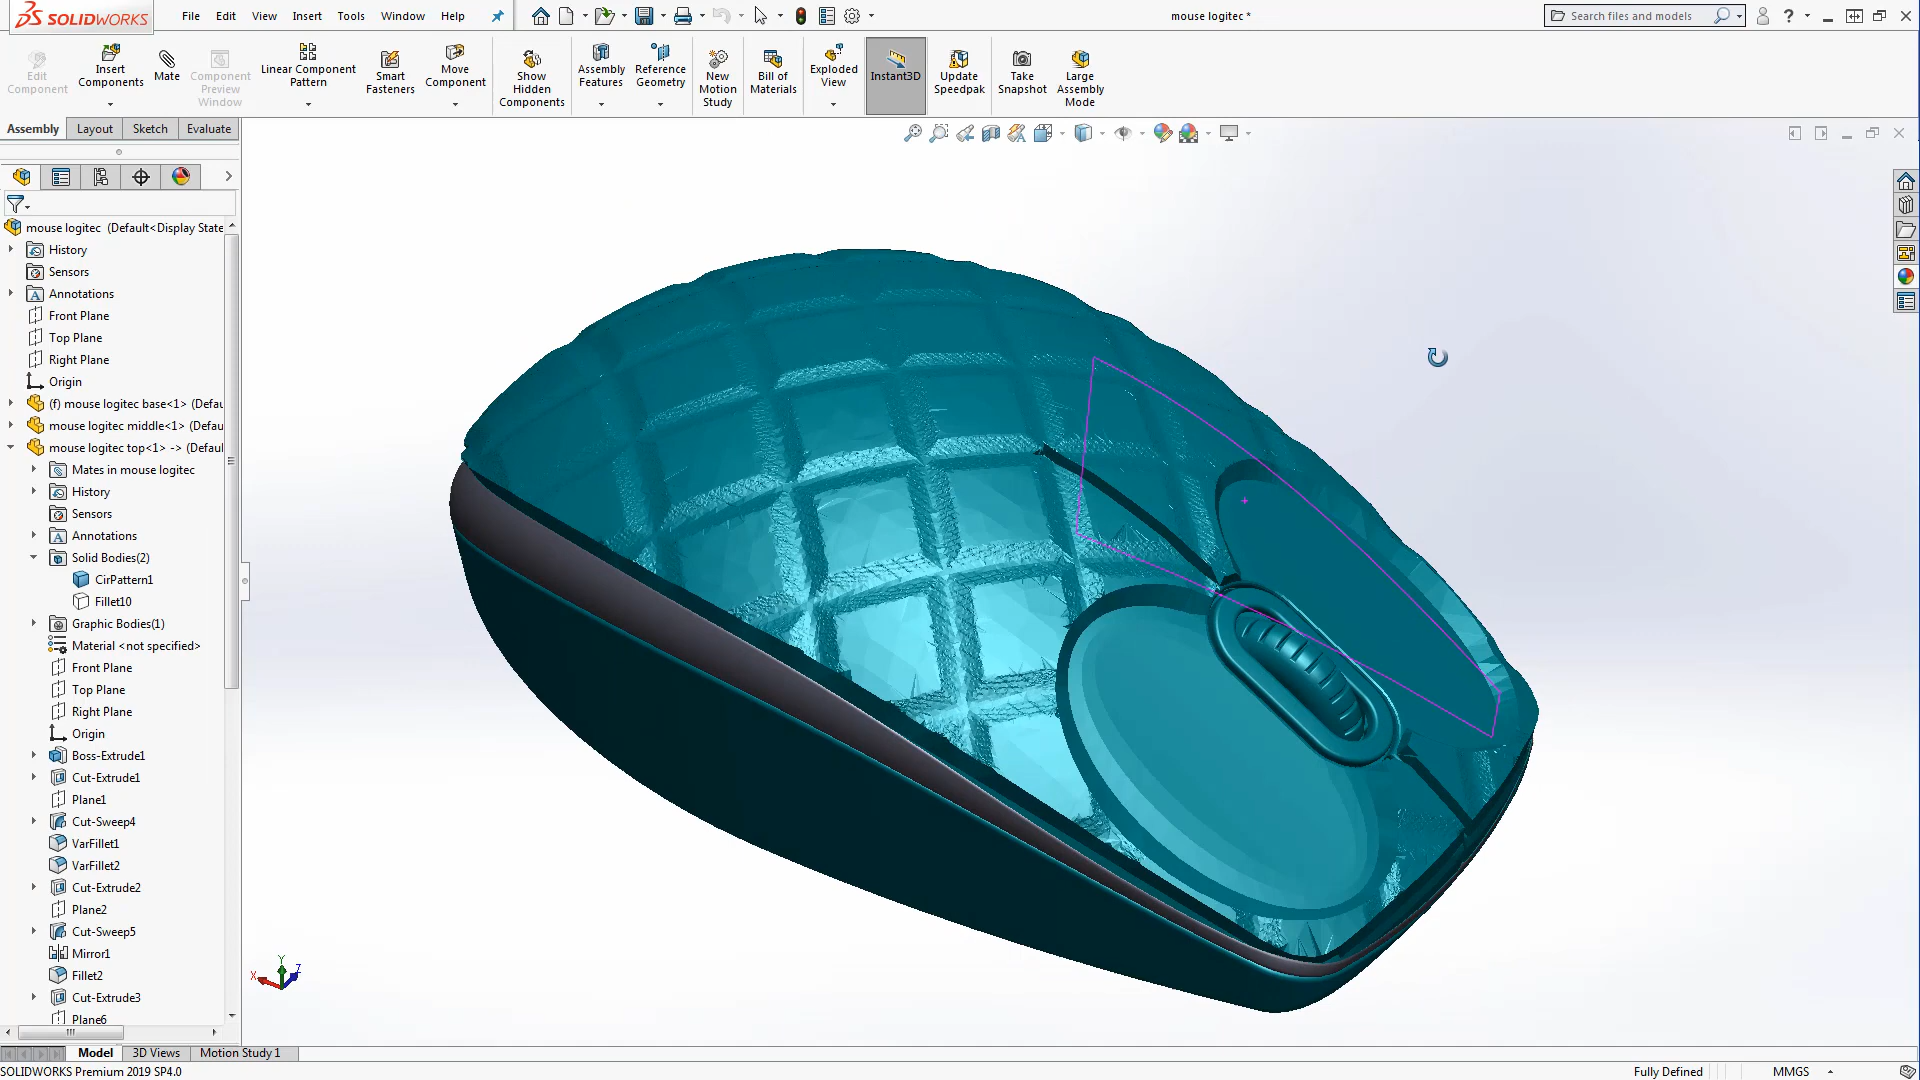 SOLIDWORKS
File Edit View Insert Tools Window Help
mouse logitec *
Search files and models
Edit Component
Insert Components
Mate
Component Preview Window
Linear Component Pattern
Smart Fasteners
Move Component
Show Hidden Components
Assembly Features
Reference Geometry
New Motion Study
Bill of Materials
Exploded View
Instant3D
Update Speedpak
Take Snapshot
Large Assembly Mode
Assembly Layout Sketch Evaluate
mouse logitec (Default<Display State
History
Sensors
Annotations
Front Plane
Top Plane
Right Plane
Origin
(f) mouse logitec base<1> (Defau
mouse logitec middle<1> (Defau
mouse logitec top<1> -> (Defaul
Mates in mouse logitec
History
Sensors
Annotations
Solid Bodies(2)
CirPattern1
Fillet10
Graphic Bodies(1)
Material <not specified>
Front Plane
Top Plane
Right Plane
Origin
Boss-Extrude1
Cut-Extrude1
Plane1
Cut-Sweep4
VarFillet1
VarFillet2
Cut-Extrude2
Plane2
Cut-Sweep5
Mirror1
Fillet2
Cut-Extrude3
Plane6
X Y Z
Model 3D Views Motion Study 1
SOLIDWORKS Premium 2019 SP4.0
Fully Defined MMGS